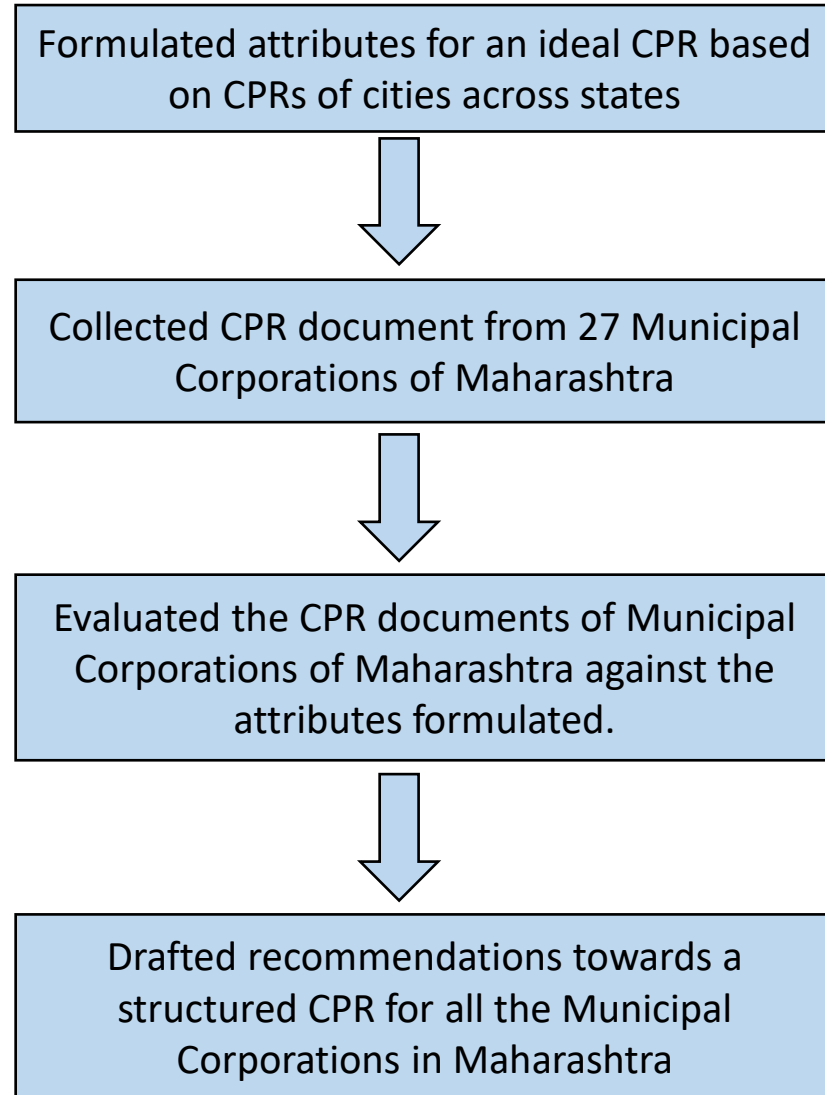 Formulated attributes for an ideal CPR based
on CPRs of cities across states
Collected CPR document from 27 Municipal
Corporations of Maharashtra
Evaluated the CPR documents of Municipal
Corporations of Maharashtra against the
attributes formulated.
Drafted recommendations towards a
structured CPR for all the Municipal
Corporations in Maharashtra